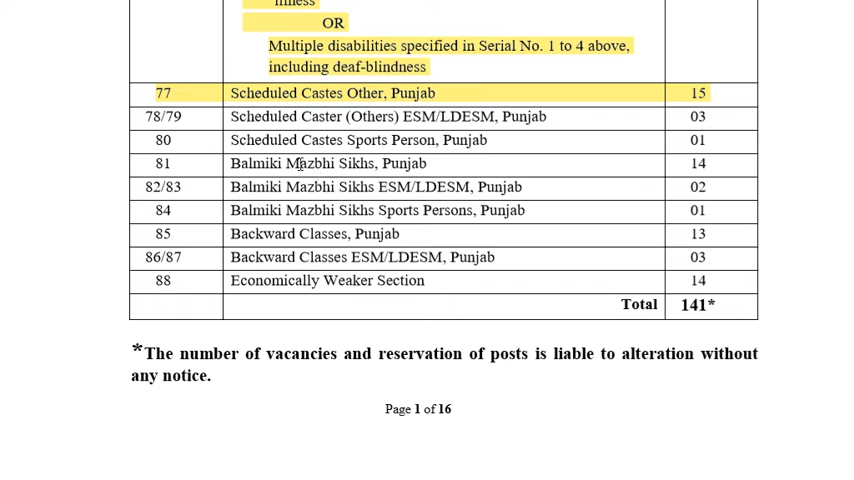 illness
OR
Multiple disabilities specified in Serial No. 1 to 4 above,
including deaf-blindness
77 Scheduled Castes Other, Punjab 15
78/79 Scheduled Caster (Others) ESM/LDESM, Punjab 03
80 Scheduled Castes Sports Person, Punjab 01
81 Balmiki Mazbhi Sikhs, Punjab 14
82/83 Balmiki Mazbhi Sikhs ESM/LDESM, Punjab 02
84 Balmiki Mazbhi Sikhs Sports Persons, Punjab 01
85 Backward Classes, Punjab 13
86/87 Backward Classes ESM/LDESM, Punjab 03
88 Economically Weaker Section 14
Total 141*
*The number of vacancies and reservation of posts is liable to alteration without
any notice.
Page 1 of 16